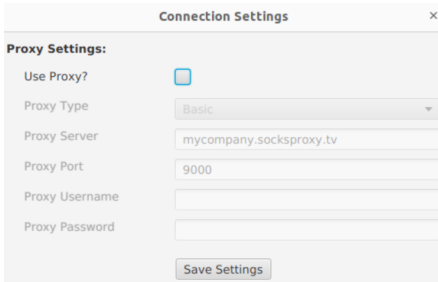 Connection Settings ×
Proxy Settings:
Use Proxy?
Proxy Type Basic
Proxy Server mycompany.socksproxy.tv
Proxy Port 9000
Proxy Username
Proxy Password
Save Settings